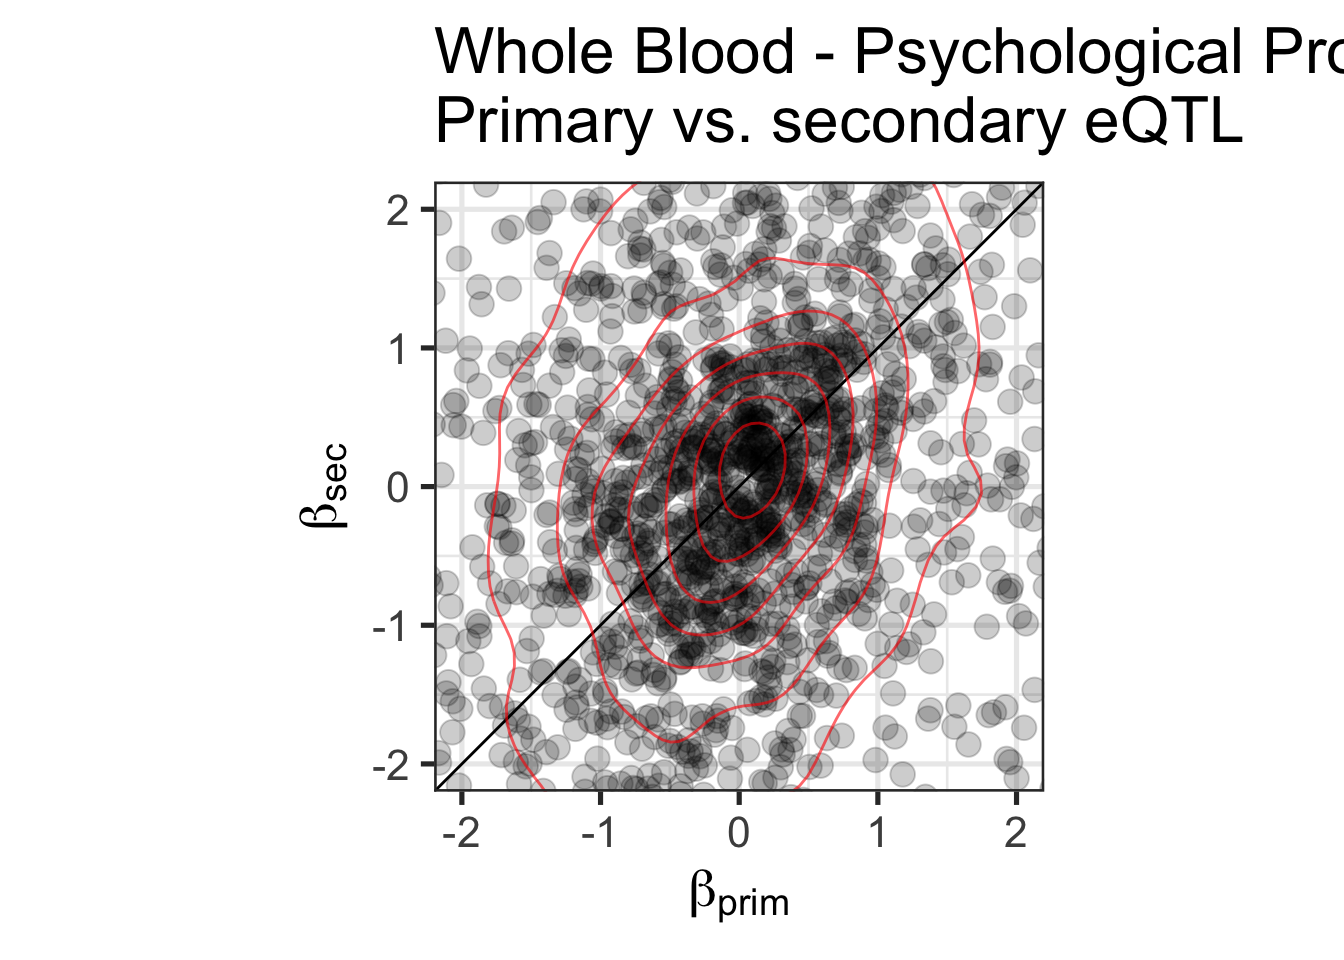 Whole Blood - Psychological Pro
Primary vs. secondary eQTL
2
1
0
-1
-2
βsec
-2 -1 0 1 2
βprim